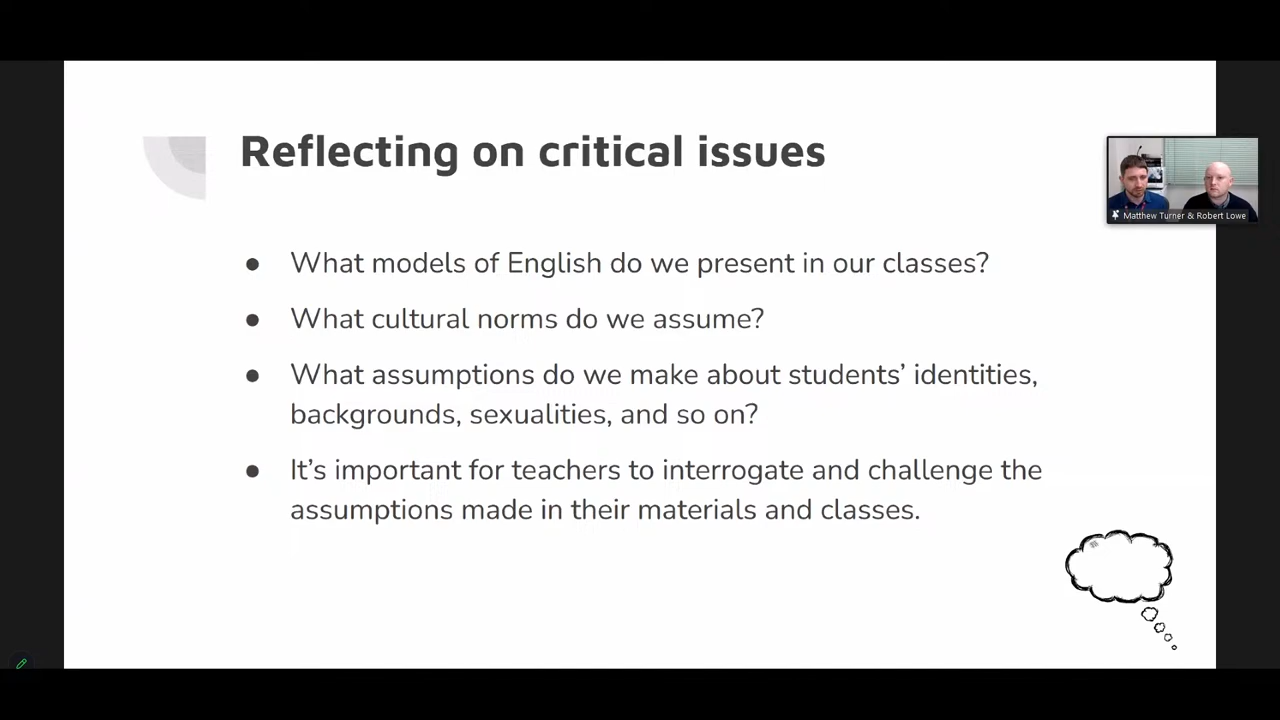 Reflecting on critical issues
● What models of English do we present in our classes?
● What cultural norms do we assume?
● What assumptions do we make about students’ identities,
backgrounds, sexualities, and so on?
● It’s important for teachers to interrogate and challenge the
assumptions made in their materials and classes.
Matthew Turner & Robert Lowe